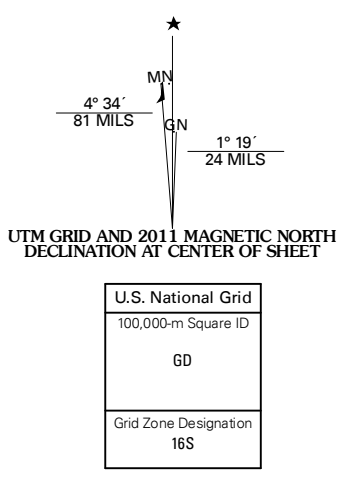 MN
4° 34´
81 MILS
GN
1° 19´
24 MILS
UTM GRID AND 2011 MAGNETIC NORTH
DECLINATION AT CENTER OF SHEET
U.S. National Grid
100,000-m Square ID
GD
Grid Zone Designation
16S